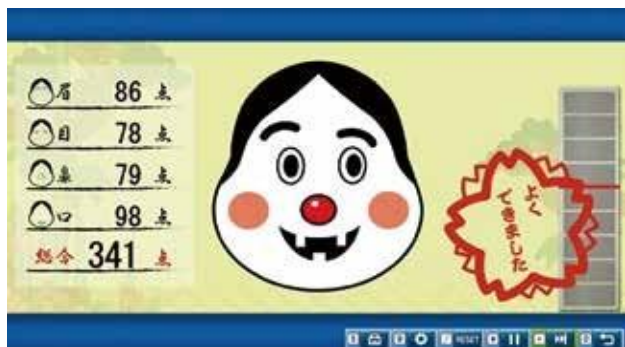 眉 86 点
目 78 点
鼻 79 点
口 98 点
総合 341 点
よく
できました
RESET